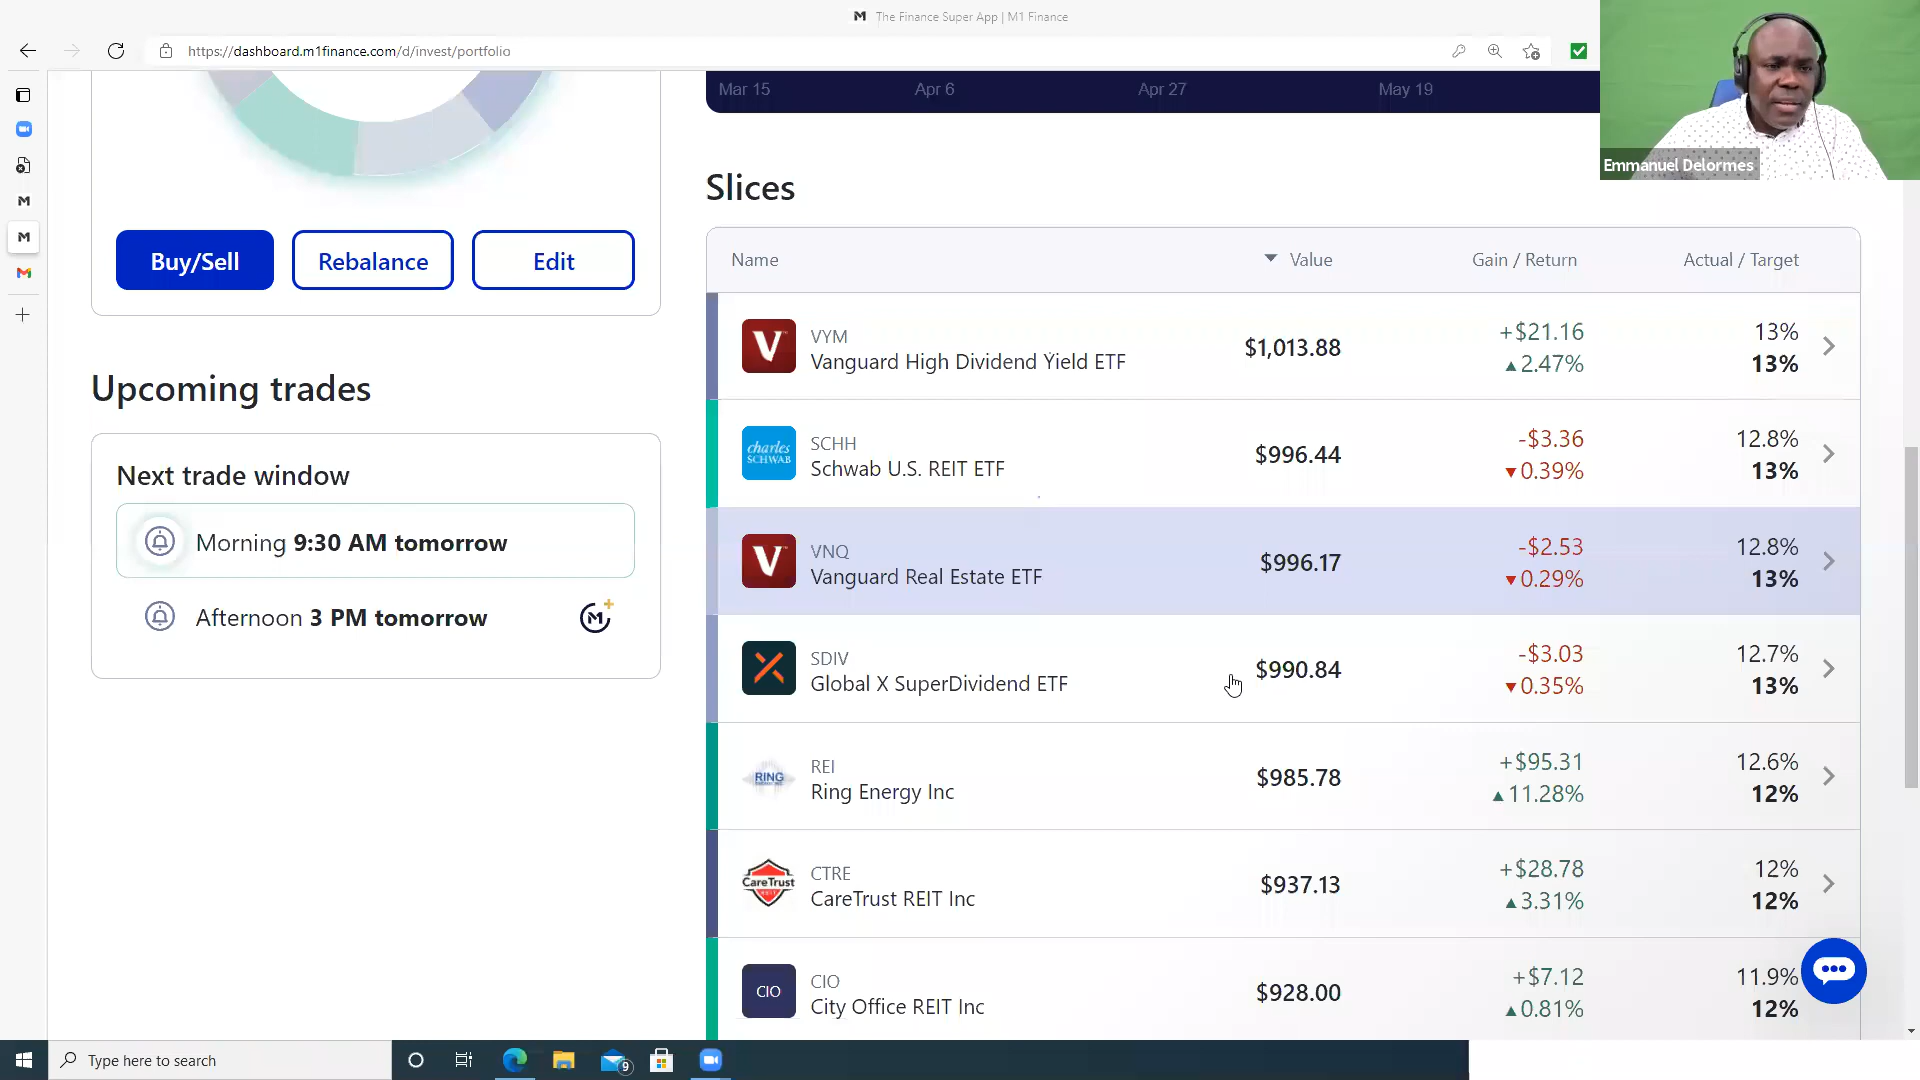 The Finance Super App | M1 Finance
https://dashboard.m1finance.com/d/invest/portfolio
Mar 15 Apr 6 Apr 27 May 19
Emmanuel Delormes
Buy/Sell Rebalance Edit
Upcoming trades
Next trade window
Morning 9:30 AM tomorrow
Afternoon 3 PM tomorrow
Slices
Name Value Gain / Return Actual / Target
VYM
Vanguard High Dividend Yield ETF
$1,013.88
+$21.16
▲2.47%
13%
13%
charles
SCHWAB
SCHH
Schwab U.S. REIT ETF
$996.44
-$3.36
▼0.39%
12.8%
13%
VNQ
Vanguard Real Estate ETF
$996.17
-$2.53
▼0.29%
12.8%
13%
SDIV
Global X SuperDividend ETF
$990.84
-$3.03
▼0.35%
12.7%
13%
RING
REI
Ring Energy Inc
$985.78
+$95.31
▲11.28%
12.6%
12%
CareTrust
REIT
CTRE
CareTrust REIT Inc
$937.13
+$28.78
▲3.31%
12%
12%
CIO
CIO
City Office REIT Inc
$928.00
+$7.12
▲0.81%
11.9%
12%
Type here to search
9